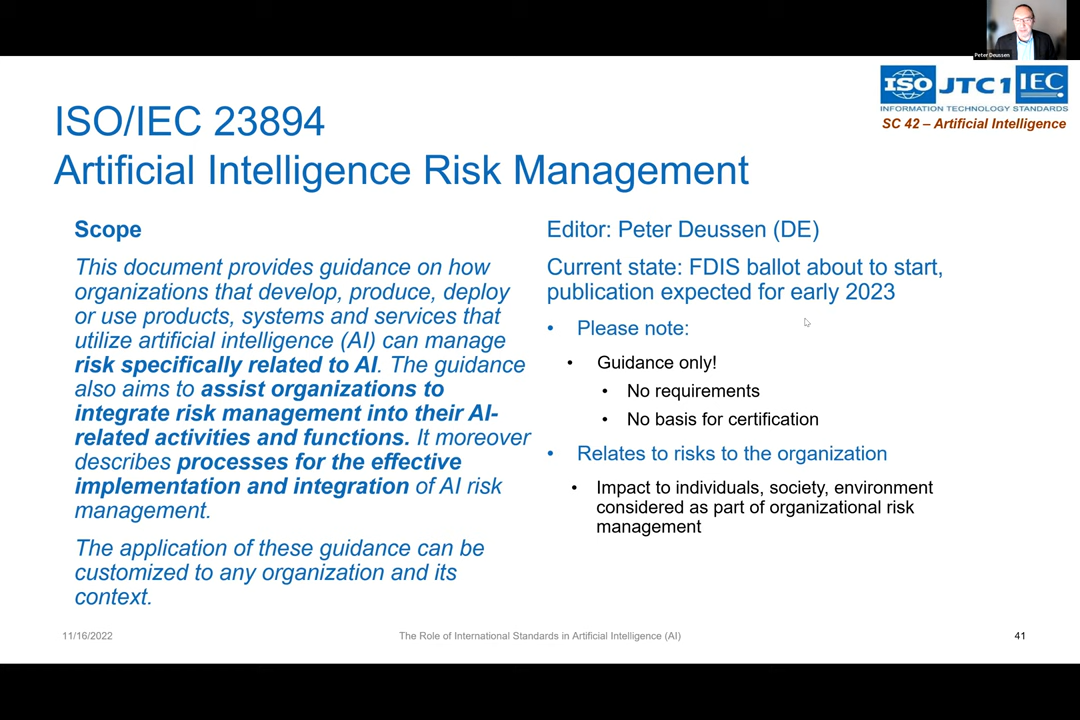 Peter Deussen
ISO JTC 1 IEC
INFORMATION TECHNOLOGY STANDARDS
SC 42 – Artificial Intelligence
ISO/IEC 23894
Artificial Intelligence Risk Management
Scope
This document provides guidance on how
organizations that develop, produce, deploy
or use products, systems and services that
utilize artificial intelligence (AI) can manage
risk specifically related to AI. The guidance
also aims to assist organizations to
integrate risk management into their AI-
related activities and functions. It moreover
describes processes for the effective
implementation and integration of AI risk
management.
The application of these guidance can be
customized to any organization and its
context.
Editor: Peter Deussen (DE)
Current state: FDIS ballot about to start,
publication expected for early 2023
• Please note:
• Guidance only!
• No requirements
• No basis for certification
• Relates to risks to the organization
• Impact to individuals, society, environment
considered as part of organizational risk
management
11/16/2022
The Role of International Standards in Artificial Intelligence (AI)
41